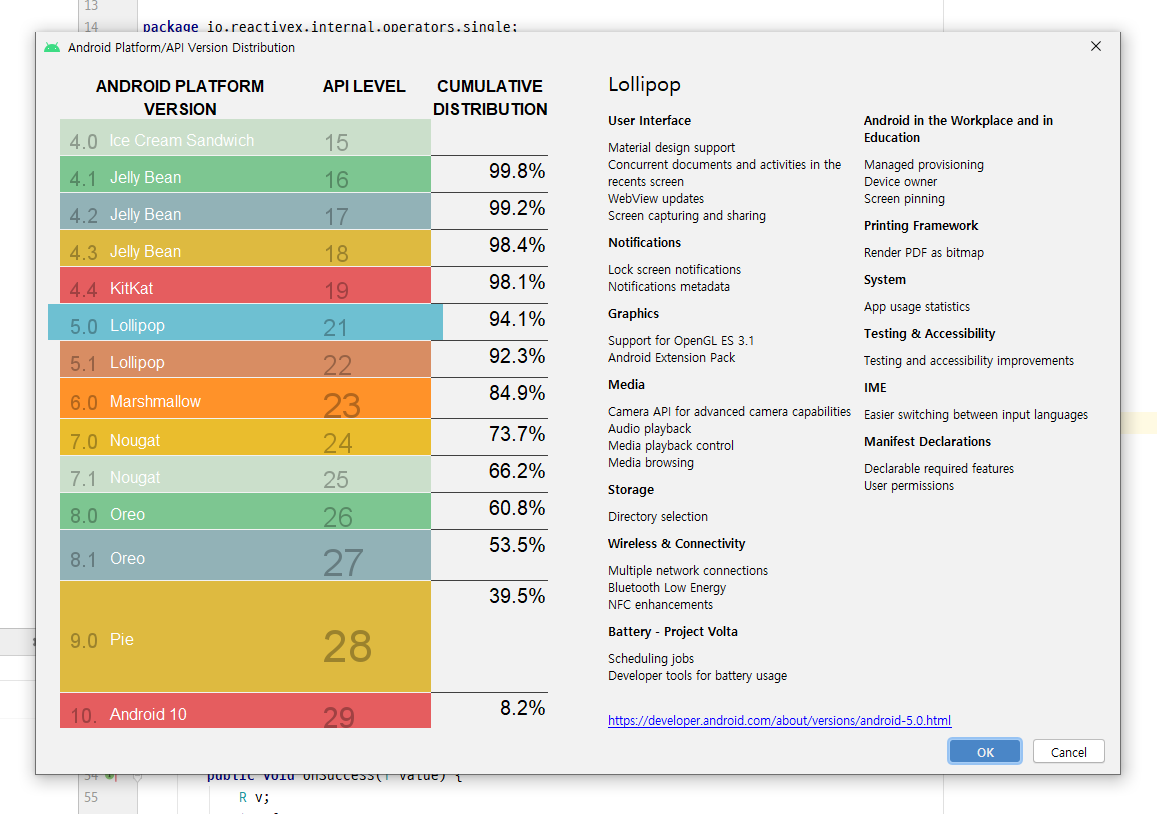 13
14
package io.reactivex.internal.operators.single;
Android Platform/API Version Distribution
ANDROID PLATFORM
VERSION
API LEVEL
CUMULATIVE
DISTRIBUTION
4.0 Ice Cream Sandwich 15
4.1 Jelly Bean 16 99.8%
4.2 Jelly Bean 17 99.2%
4.3 Jelly Bean 18 98.4%
4.4 KitKat 19 98.1%
5.0 Lollipop 21 94.1%
5.1 Lollipop 22 92.3%
6.0 Marshmallow 23 84.9%
7.0 Nougat 24 73.7%
7.1 Nougat 25 66.2%
8.0 Oreo 26 60.8%
8.1 Oreo 27 53.5%
9.0 Pie 28 39.5%
10. Android 10 29 8.2%
Lollipop
User Interface
Material design support
Concurrent documents and activities in the
recents screen
WebView updates
Screen capturing and sharing
Notifications
Lock screen notifications
Notifications metadata
Graphics
Support for OpenGL ES 3.1
Android Extension Pack
Media
Camera API for advanced camera capabilities
Audio playback
Media playback control
Media browsing
Storage
Directory selection
Wireless & Connectivity
Multiple network connections
Bluetooth Low Energy
NFC enhancements
Battery - Project Volta
Scheduling jobs
Developer tools for battery usage
Android in the Workplace and in
Education
Managed provisioning
Device owner
Screen pinning
Printing Framework
Render PDF as bitmap
System
App usage statistics
Testing & Accessibility
Testing and accessibility improvements
IME
Easier switching between input languages
Manifest Declarations
Declarable required features
User permissions
https://developer.android.com/about/versions/android-5.0.html
OK
Cancel
54
public void onSuccess(T value) {
55
R v;